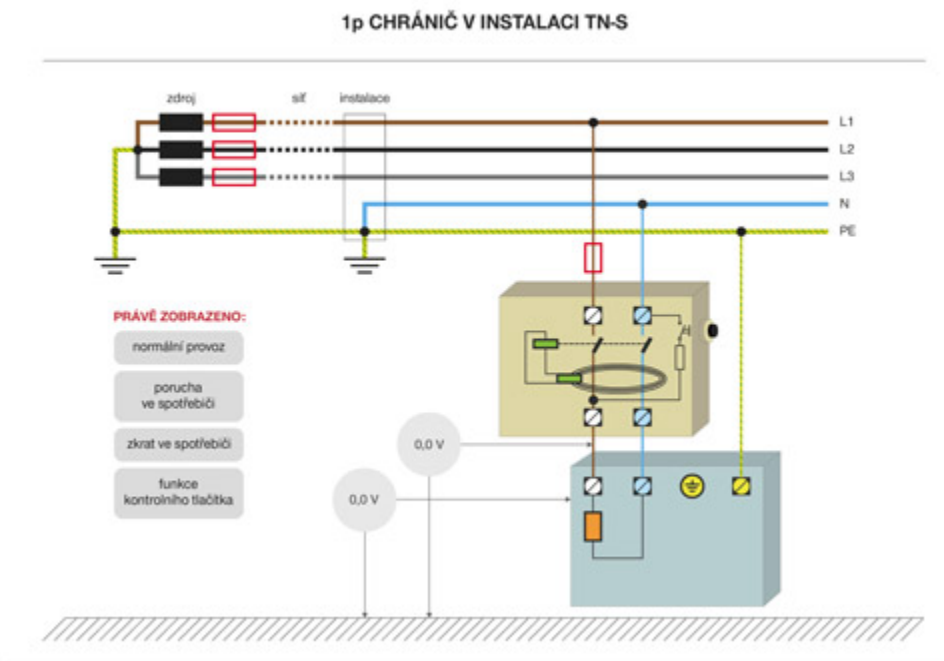 1p CHRÁNIČ V INSTALACI TN-S
zdroj
síť
instalace
L1
L2
L3
N
PE
PRÁVĚ ZOBRAZENO:
normální provoz
porucha
ve spotřebiči
zkrat ve spotřebiči
funkce
kontrolního tlačítka
0,0 V
0,0 V